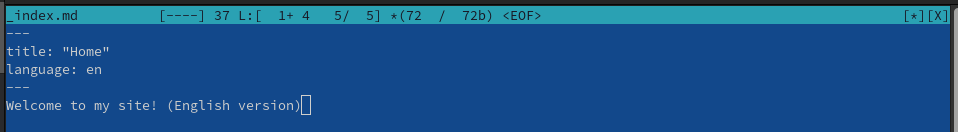 _index.md [----] 37 L:[ 1+ 4 5/ 5] *(72 / 72b) <EOF> [*][X]
---
title: "Home"
language: en
---
Welcome to my site! (English version)